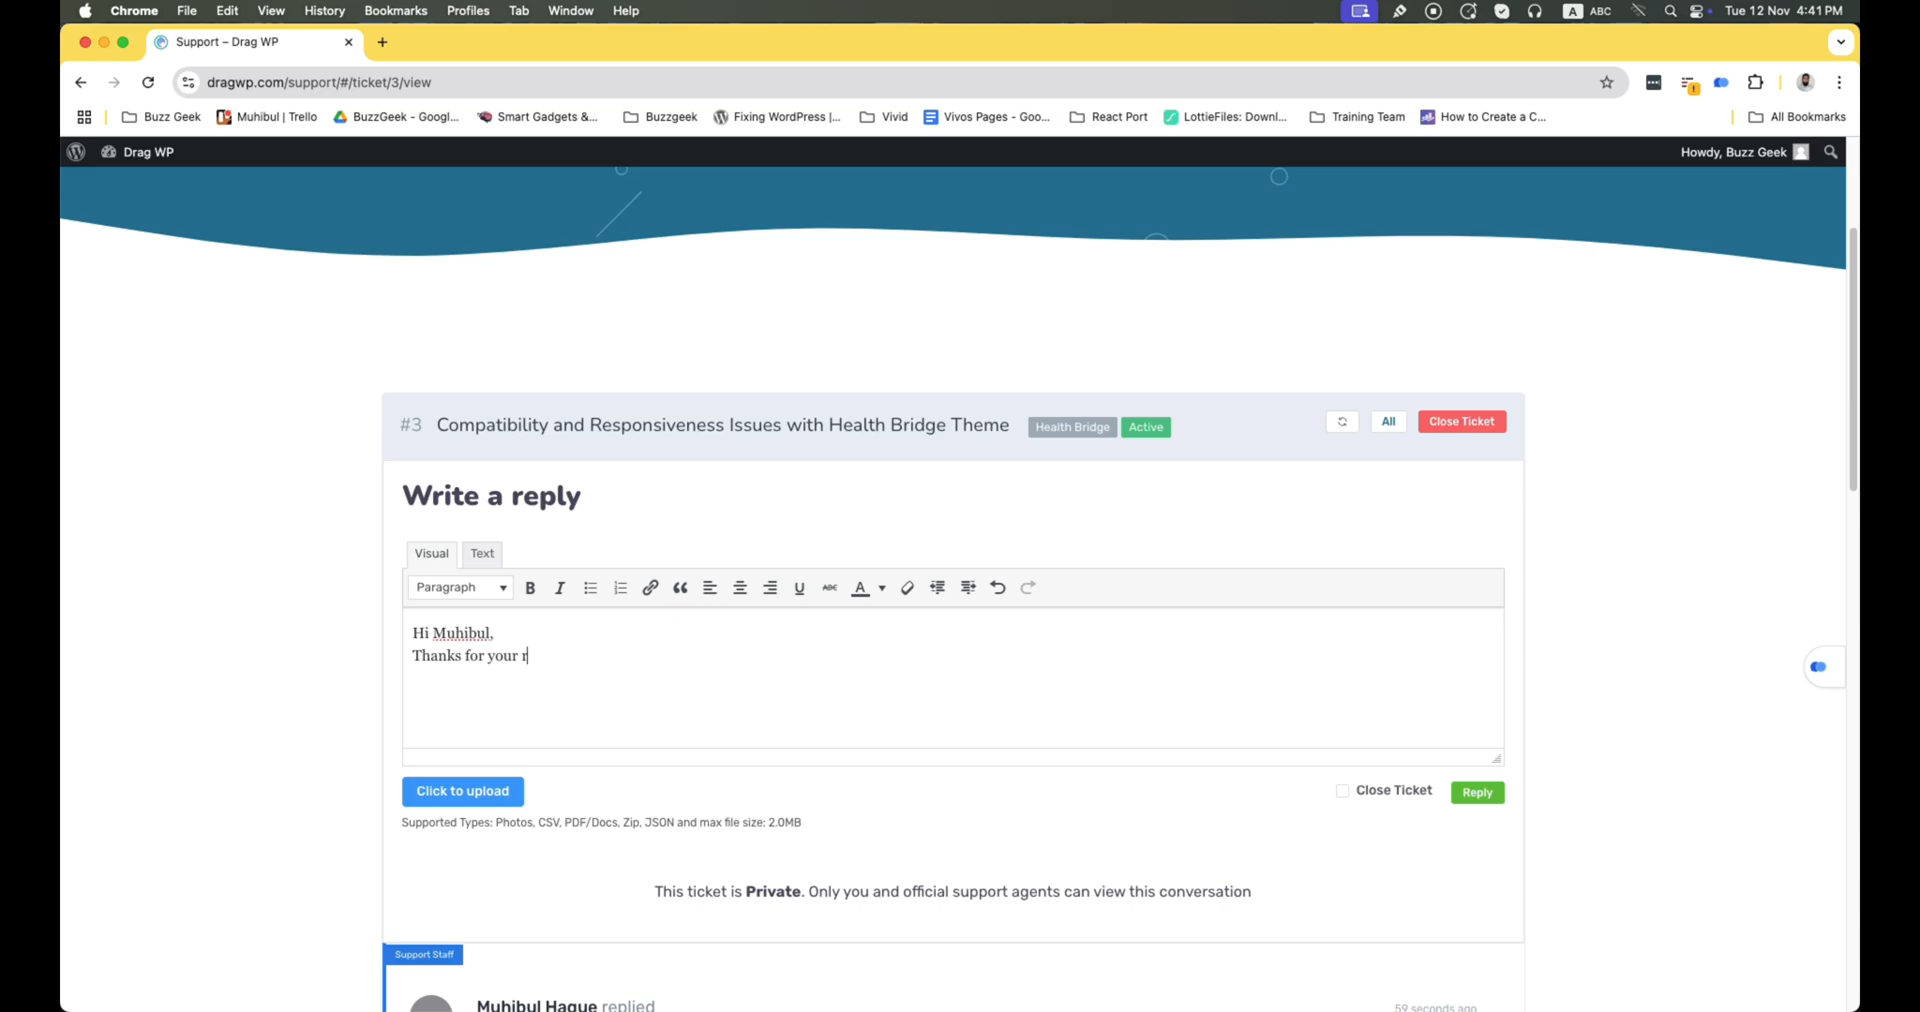 Chrome File Edit View History Bookmarks Profiles Tab Window Help A ABC Tue 12 Nov 4:41 PM
Support – Drag WP
dragwp.com/support/#/ticket/3/view
Buzz Geek Muhibul | Trello BuzzGeek - Googl... Smart Gadgets &... Buzzgeek Fixing WordPress |... Vivid Vivos Pages - Goo... React Port LottieFiles: Downl... Training Team How to Create a C... All Bookmarks
Drag WP Howdy, Buzz Geek
#3 Compatibility and Responsiveness Issues with Health Bridge Theme Health Bridge Active All Close Ticket
Write a reply
Visual Text
Paragraph B I U ABC A
Hi Muhibul,
Thanks for your r
Click to upload Close Ticket Reply
Supported Types: Photos, CSV, PDF/Docs, Zip, JSON and max file size: 2.0MB
This ticket is Private. Only you and official support agents can view this conversation
Support Staff
Muhibul Haque replied 59 seconds ago